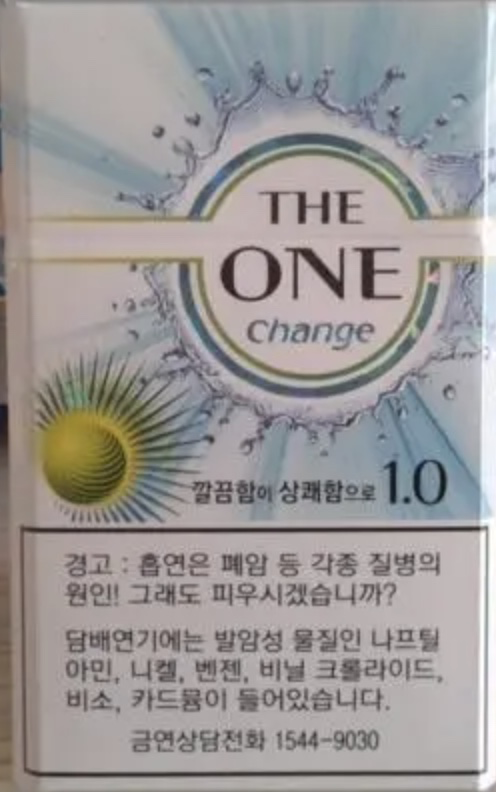 THE
ONE
Change
깔끔함이 상쾌함으로 1.0
경고 : 흡연은 폐암 등 각종 질병의
원인! 그래도 피우시겠습니까?
담배연기에는 발암성 물질인 나프틸
아민, 니켈, 벤젠, 비닐 크롤라이드,
비소, 카드뮴이 들어있습니다.
금연상담전화 1544-9030